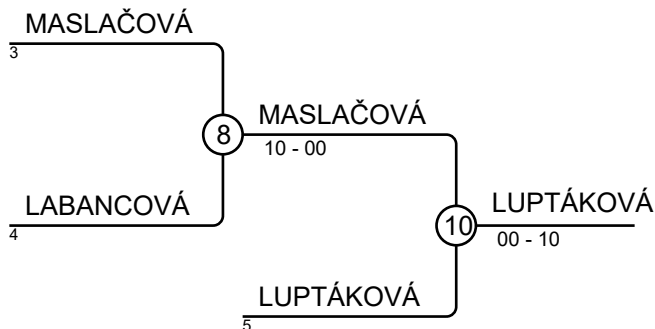 MASLAČOVÁ
3
8
MASLAČOVÁ
10 - 00
LABANCOVÁ
4
10
LUPTÁKOVÁ
00 - 10
LUPTÁKOVÁ
5